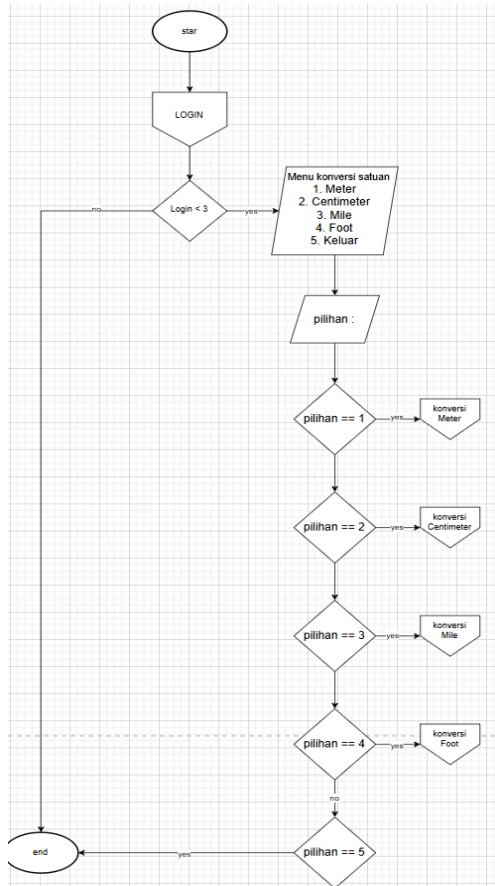 star
LOGIN
Login < 3
no
yes
Menu konversi satuan
1. Meter
2. Centimeter
3. Mile
4. Foot
5. Keluar
pilihan :
pilihan == 1
yes
konversi
Meter
pilihan == 2
yes
konversi
Centimeter
pilihan == 3
yes
konversi
Mile
pilihan == 4
yes
konversi
Foot
no
pilihan == 5
yes
end